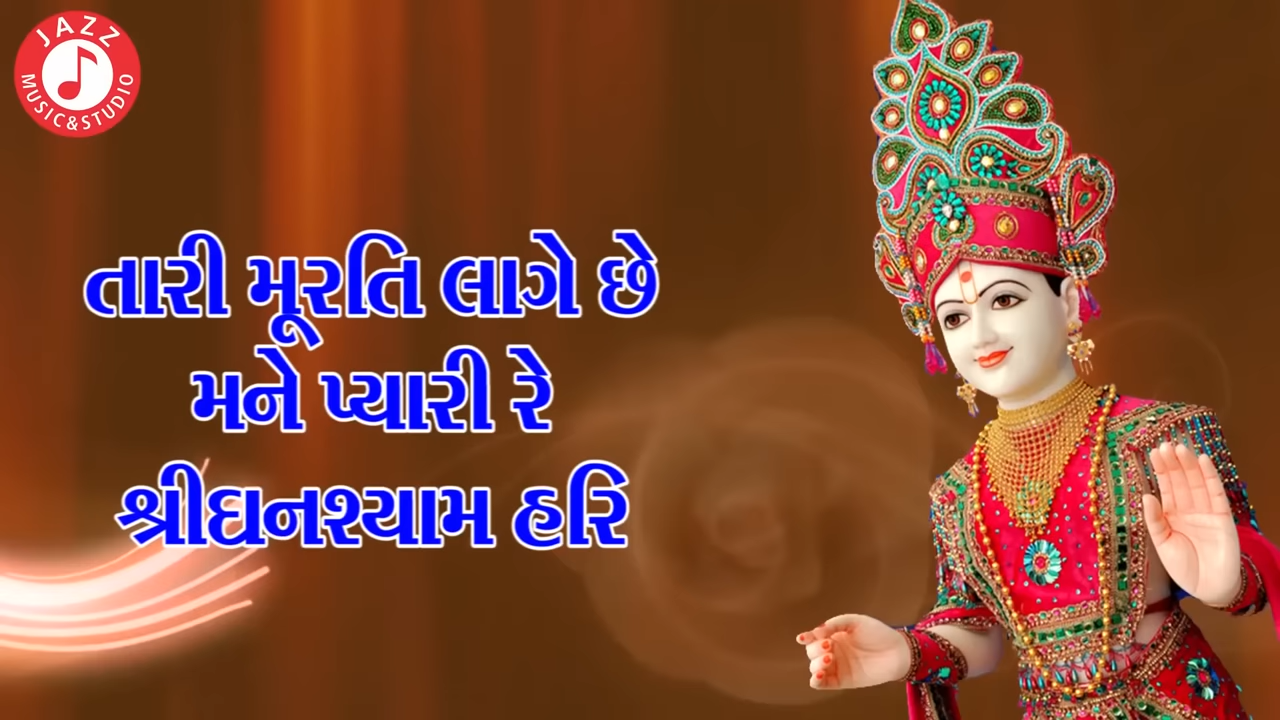 JAZZ
MUSIC&STUDIO
તારી મૂરતિ લાગે છે
મને પ્યારી રે
શ્રીઘનશ્યામ હરિ